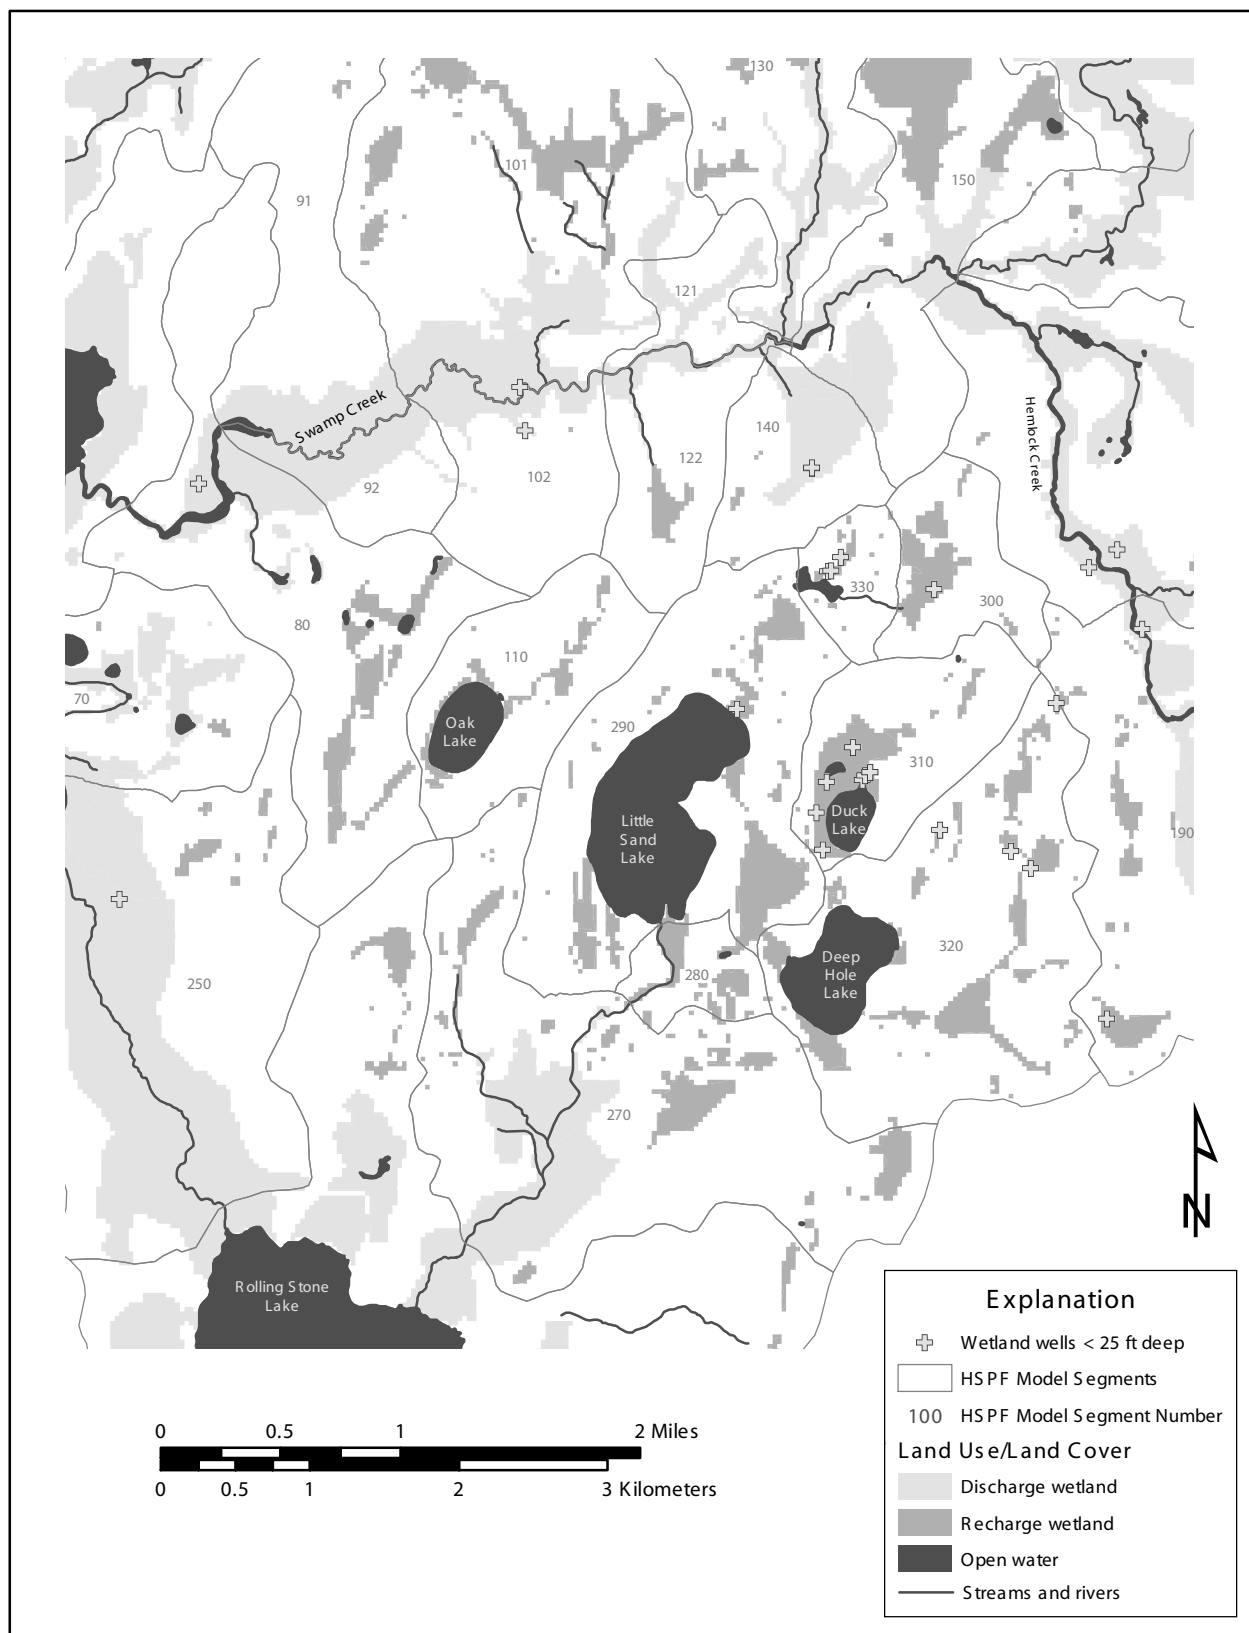 130
101
150
91
121
Swamp Creek
Hemlock Creek
140
122
102
92
330
300
80
110
70
290
Oak
Lake
310
Little
Sand
Lake
Duck
Lake
190
320
Deep
Hole
Lake
280
250
270
N
Rolling Stone
Lake
Explanation
Wetland wells < 25 ft deep
HSPF Model Segments
100 HSPF Model Segment Number
Land Use/Land Cover
Discharge wetland
Recharge wetland
Open water
Streams and rivers
0 0.5 1 2 Miles
0 0.5 1 2 3 Kilometers